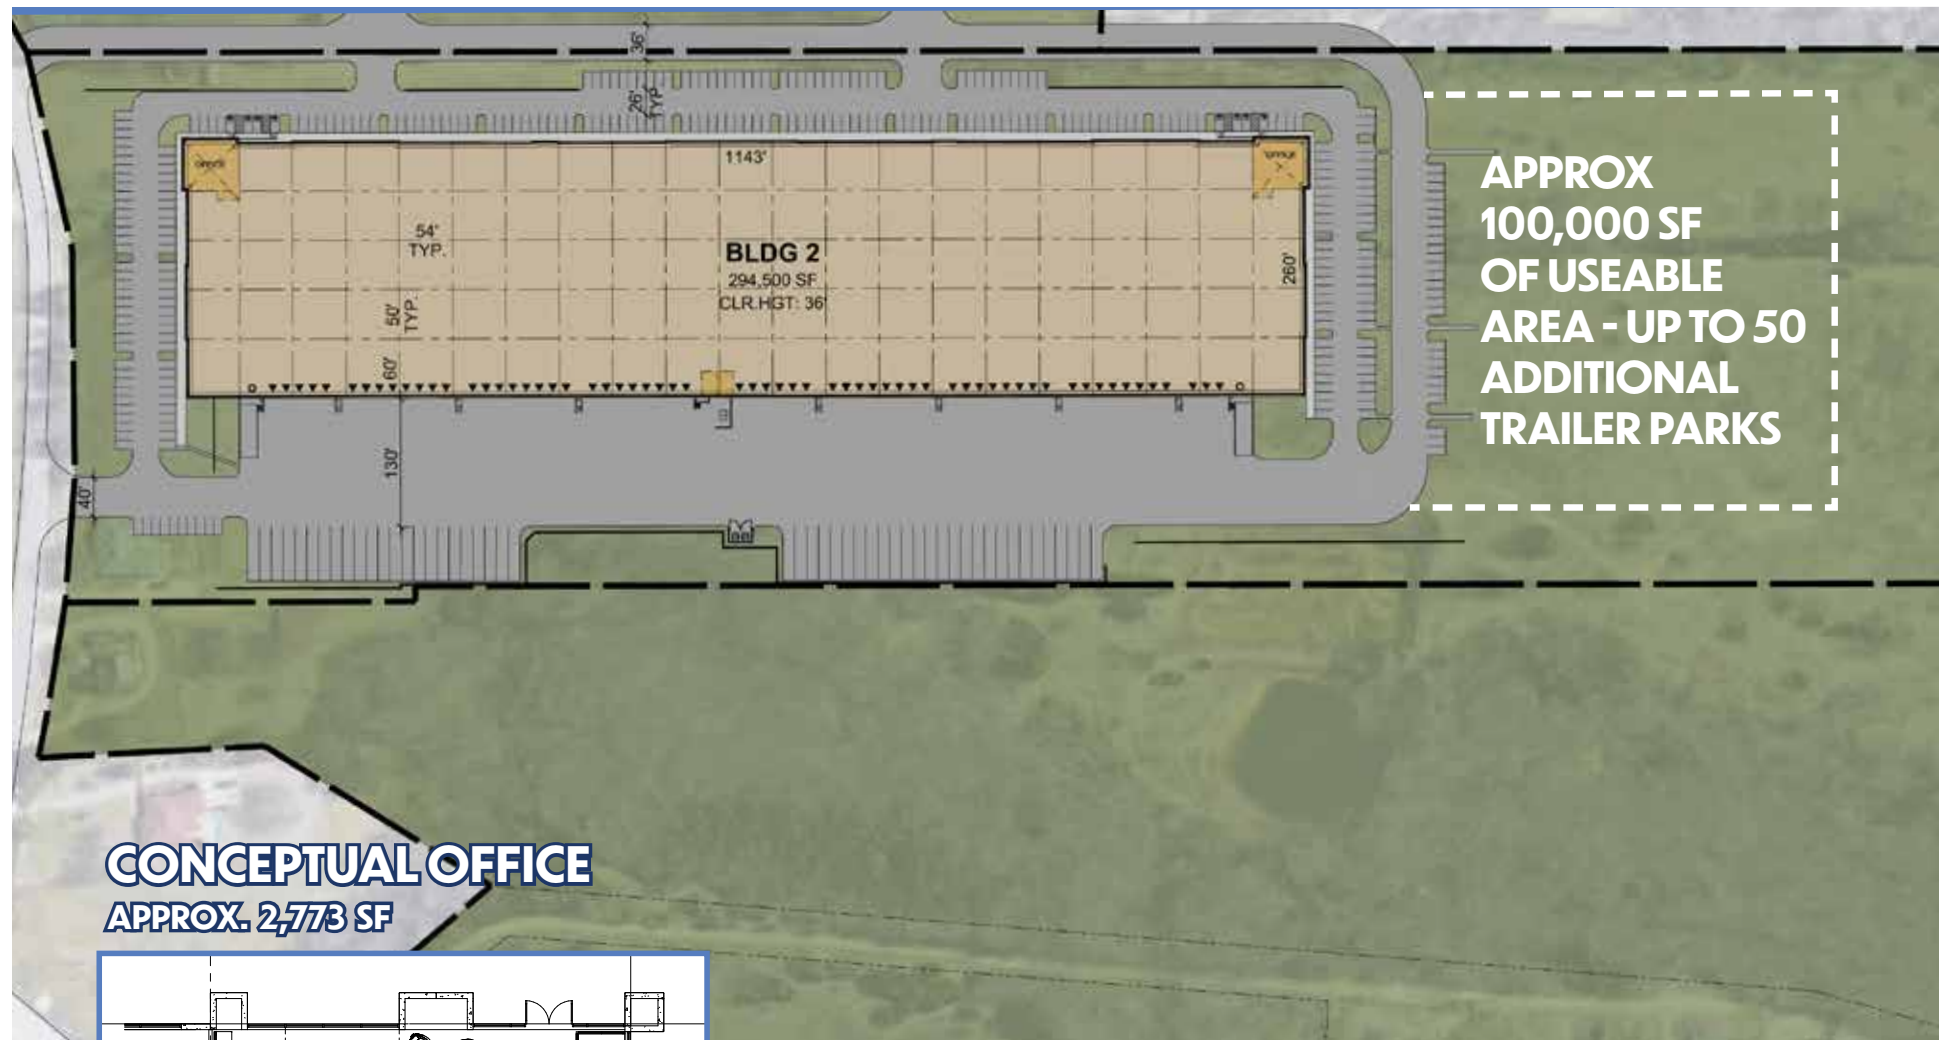 36'
26'
TYP
OFFICE
1143'
OFFICE
54'
TYP.
BLDG 2
294,500 SF
CLR.HGT: 36'
260'
50'
TYP.
60'
130'
40'
APPROX
100,000 SF
OF USEABLE
AREA - UP TO 50
ADDITIONAL
TRAILER PARKS
CONCEPTUAL OFFICE
APPROX. 2,773 SF